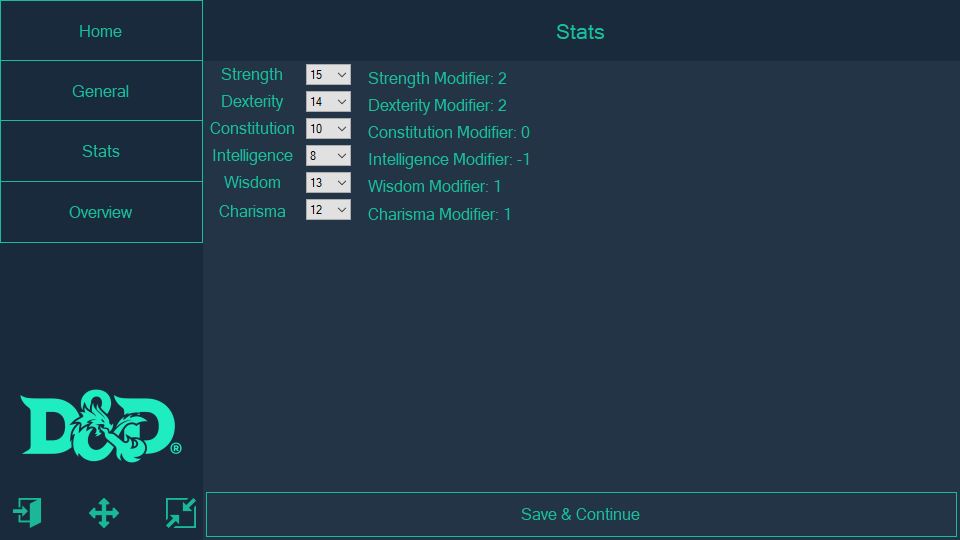 Home
General
Stats
Overview
D&D®
Stats
Strength 15 Strength Modifier: 2
Dexterity 14 Dexterity Modifier: 2
Constitution 10 Constitution Modifier: 0
Intelligence 8 Intelligence Modifier: -1
Wisdom 13 Wisdom Modifier: 1
Charisma 12 Charisma Modifier: 1
Save & Continue